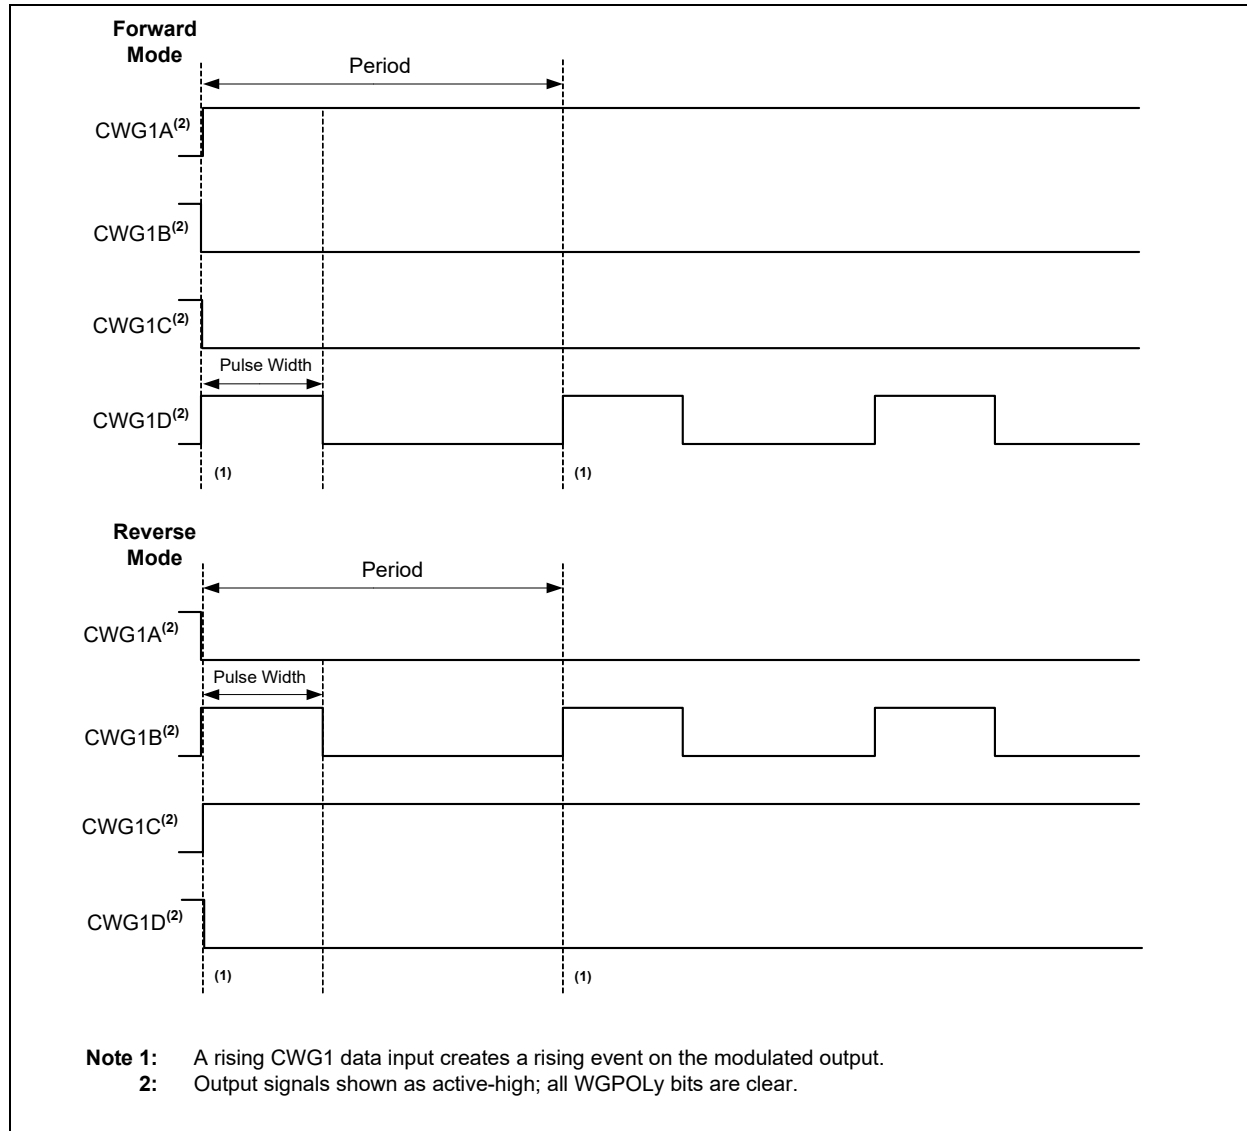 Forward
Mode
Period
CWG1A(2)
CWG1B(2)
CWG1C(2)
Pulse Width
CWG1D(2)
(1)
(1)
Reverse
Mode
Period
CWG1A(2)
Pulse Width
CWG1B(2)
CWG1C(2)
CWG1D(2)
(1)
(1)
Note 1: A rising CWG1 data input creates a rising event on the modulated output.
2: Output signals shown as active-high; all WGPOLy bits are clear.